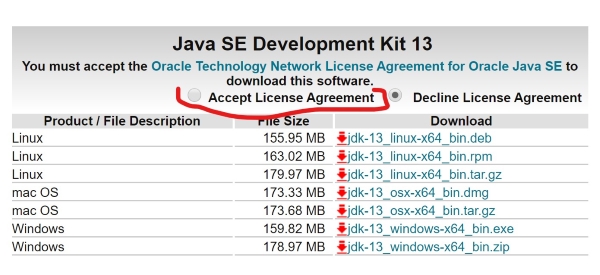 Java SE Development Kit 13
You must accept the Oracle Technology Network License Agreement for Oracle Java SE to
download this software.
Accept License Agreement Decline License Agreement
Product / File Description File Size Download
Linux 155.95 MB jdk-13_linux-x64_bin.deb
Linux 163.02 MB jdk-13_linux-x64_bin.rpm
Linux 179.97 MB jdk-13_linux-x64_bin.tar.gz
mac OS 173.33 MB jdk-13_osx-x64_bin.dmg
mac OS 173.68 MB jdk-13_osx-x64_bin.tar.gz
Windows 159.82 MB jdk-13_windows-x64_bin.exe
Windows 178.97 MB jdk-13_windows-x64_bin.zip